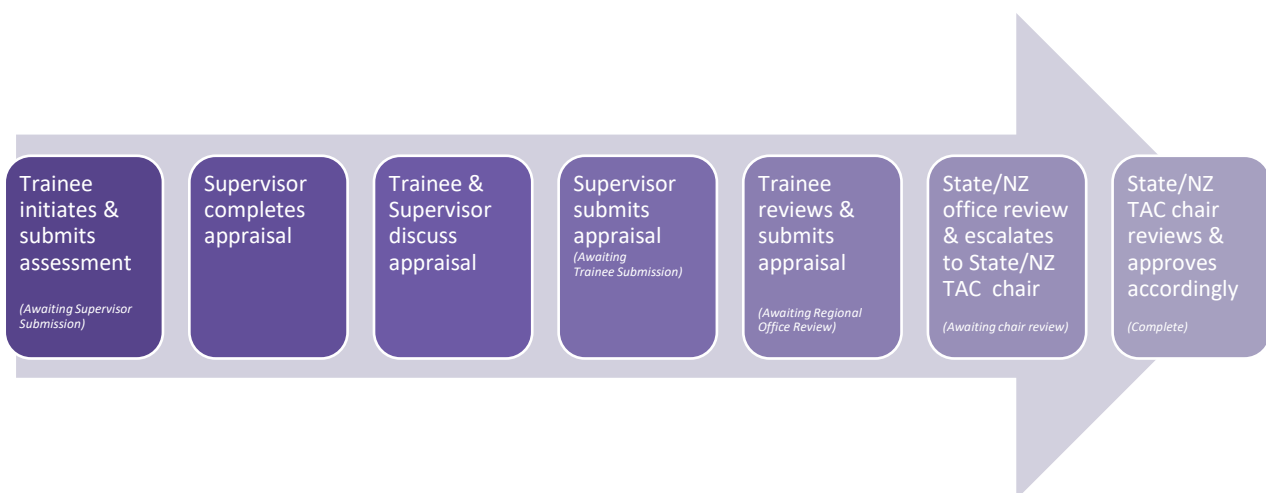 Trainee
initiates &
submits
assessment
(Awaiting Supervisor
Submission)
Supervisor
completes
appraisal
Trainee &
Supervisor
discuss
appraisal
Supervisor
submits
appraisal
(Awaiting
Trainee Submission)
Trainee
reviews &
submits
appraisal
(Awaiting Regional
Office Review)
State/NZ
office review
& escalates
to State/NZ
TAC chair
(Awaiting chair review)
State/NZ
TAC chair
reviews &
approves
accordingly
(Complete)